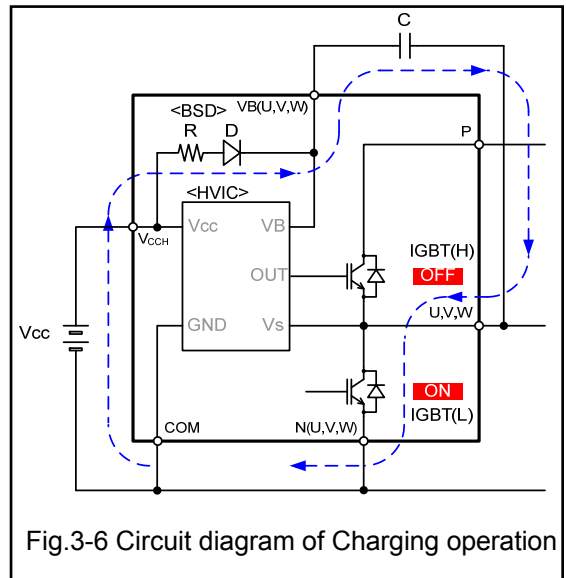 C
<BSD>
VB(U,V,W)
R
D
P
<HVIC>
Vcc
VB
VCCH
IGBT(H)
OUT
OFF
U,V,W
Vcc
GND
Vs
ON
COM
N(U,V,W)
IGBT(L)
Fig.3-6 Circuit diagram of Charging operation